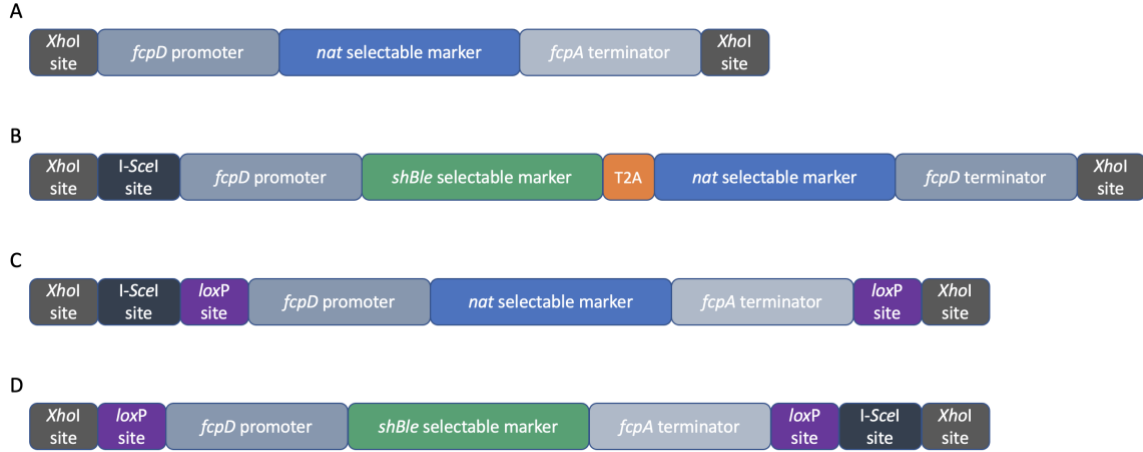 A
XhoI site
fcpD promoter
nat selectable marker
fcpA terminator
XhoI site
B
XhoI site
I-SceI site
fcpD promoter
shBle selectable marker
T2A
nat selectable marker
fcpD terminator
XhoI site
C
XhoI site
I-SceI site
loxP site
fcpD promoter
nat selectable marker
fcpA terminator
loxP site
XhoI site
D
XhoI site
loxP site
fcpD promoter
shBle selectable marker
fcpA terminator
loxP site
I-SceI site
XhoI site